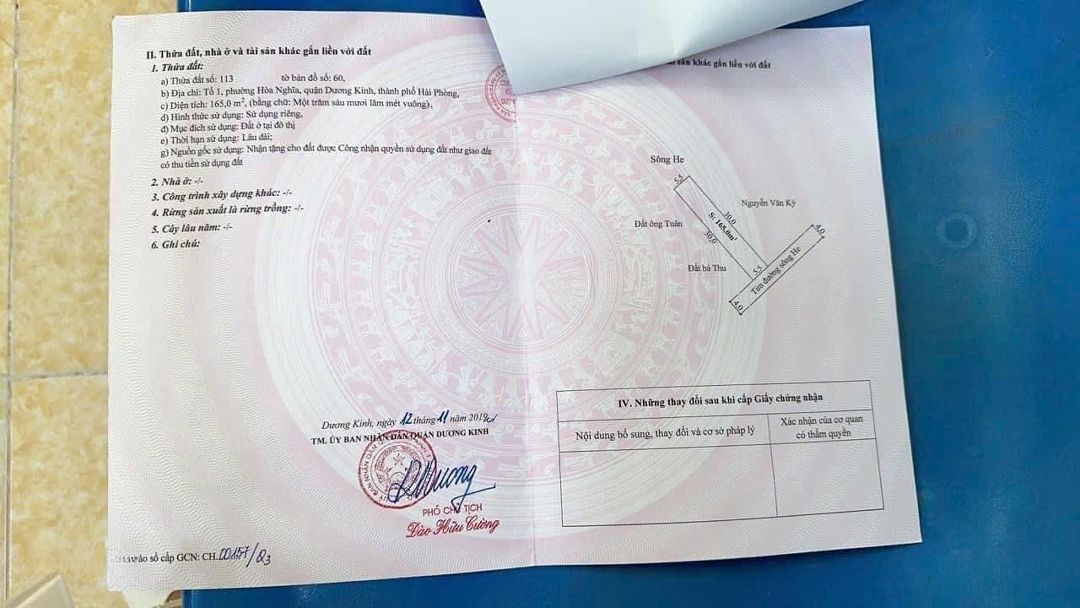 II. Thửa đất, nhà ở và tài sản khác gắn liền với đất
1. Thửa đất:
a) Thửa đất số: 113 tờ bản đồ số: 60,
b) Địa chỉ: Tổ 1, phường Hòa Nghĩa, quận Dương Kinh, thành phố Hải Phòng,
c) Diện tích: 165,0 m², (bằng chữ: Một trăm sáu mươi lăm mét vuông),
d) Hình thức sử dụng: Sử dụng riêng,
đ) Mục đích sử dụng: Đất ở tại đô thị
e) Thời hạn sử dụng: Lâu dài;
g) Nguồn gốc sử dụng: Nhận tặng cho đất được Công nhận quyền sử dụng đất như giao đất
có thu tiền sử dụng đất
2. Nhà ở: -/-
3. Công trình xây dựng khác: -/-
4. Rừng sản xuất là rừng trồng: -/-
5. Cây lâu năm: -/-
6. Ghi chú:
Dương Kinh, ngày 12 tháng 11 năm 2019
TM. ỦY BAN NHÂN DÂN QUẬN DƯƠNG KINH
PHÓ CHỦ TỊCH
Đào Hữu Cường
vào sổ cấp GCN: CH.
sản khác gắn liền với đất
Sông He
5,5
Nguyễn Văn Ký
30,0
S: 165,0m²
30,0
Đất ông Tuân
Đất bà Thu
5,5
4,0
Tim đường sông He
4,0
IV. Những thay đổi sau khi cấp Giấy chứng nhận
Nội dung bổ sung, thay đổi và cơ sở pháp lý
Xác nhận của cơ quan
có thẩm quyền